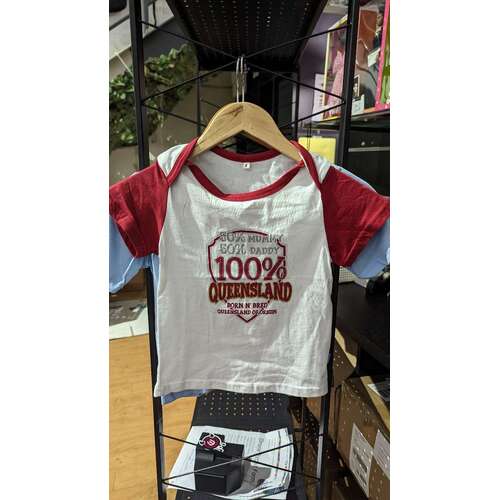 50% MUMMY
50% DADDY
100%
QUEENSLAND
BORN N' BRED
QUEENSLAND OF ORIGIN